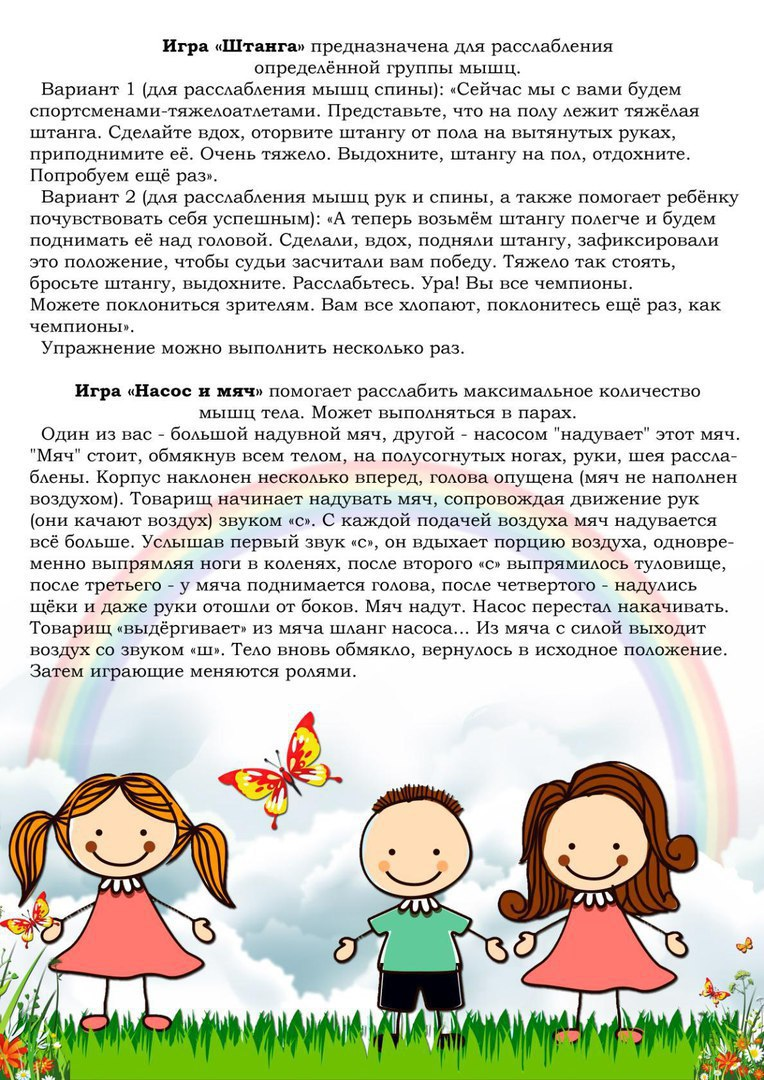 Игра «Штанга» предназначена для расслабления
определённой группы мышц.
Вариант 1 (для расслабления мышц спины): «Сейчас мы с вами будем
спортсменами-тяжелоатлетами. Представьте, что на полу лежит тяжёлая
штанга. Сделайте вдох, оторвите штангу от пола на вытянутых руках,
приподнимите её. Очень тяжело. Выдохните, штангу на пол, отдохните.
Попробуем ещё раз».
Вариант 2 (для расслабления мышц рук и спины, а также помогает ребёнку
почувствовать себя успешным): «А теперь возьмём штангу полегче и будем
поднимать её над головой. Сделали, вдох, подняли штангу, зафиксировали
это положение, чтобы судьи засчитали вам победу. Тяжело так стоять,
бросьте штангу, выдохните. Расслабьтесь. Ура! Вы все чемпионы.
Можете поклониться зрителям. Вам все хлопают, поклонитесь ещё раз, как
чемпионы».
Упражнение можно выполнить несколько раз.
Игра «Насос и мяч» помогает расслабить максимальное количество
мышц тела. Может выполняться в парах.
Один из вас - большой надувной мяч, другой - насосом "надувает" этот мяч.
"Мяч" стоит, обмякнув всем телом, на полусогнутых ногах, руки, шея рассла-
блены. Корпус наклонен несколько вперед, голова опущена (мяч не наполнен
воздухом). Товарищ начинает надувать мяч, сопровождая движение рук
(они качают воздух) звуком «с». С каждой подачей воздуха мяч надувается
всё больше. Услышав первый звук «с», он вдыхает порцию воздуха, одновре-
менно выпрямляя ноги в коленях, после второго «с» выпрямилось туловище,
после третьего - у мяча поднимается голова, после четвертого - надулись
щёки и даже руки отошли от боков. Мяч надут. Насос перестал накачивать.
Товарищ «выдёргивает» из мяча шланг насоса... Из мяча с силой выходит
воздух со звуком «ш». Тело вновь обмякло, вернулось в исходное положение.
Затем играющие меняются ролями.